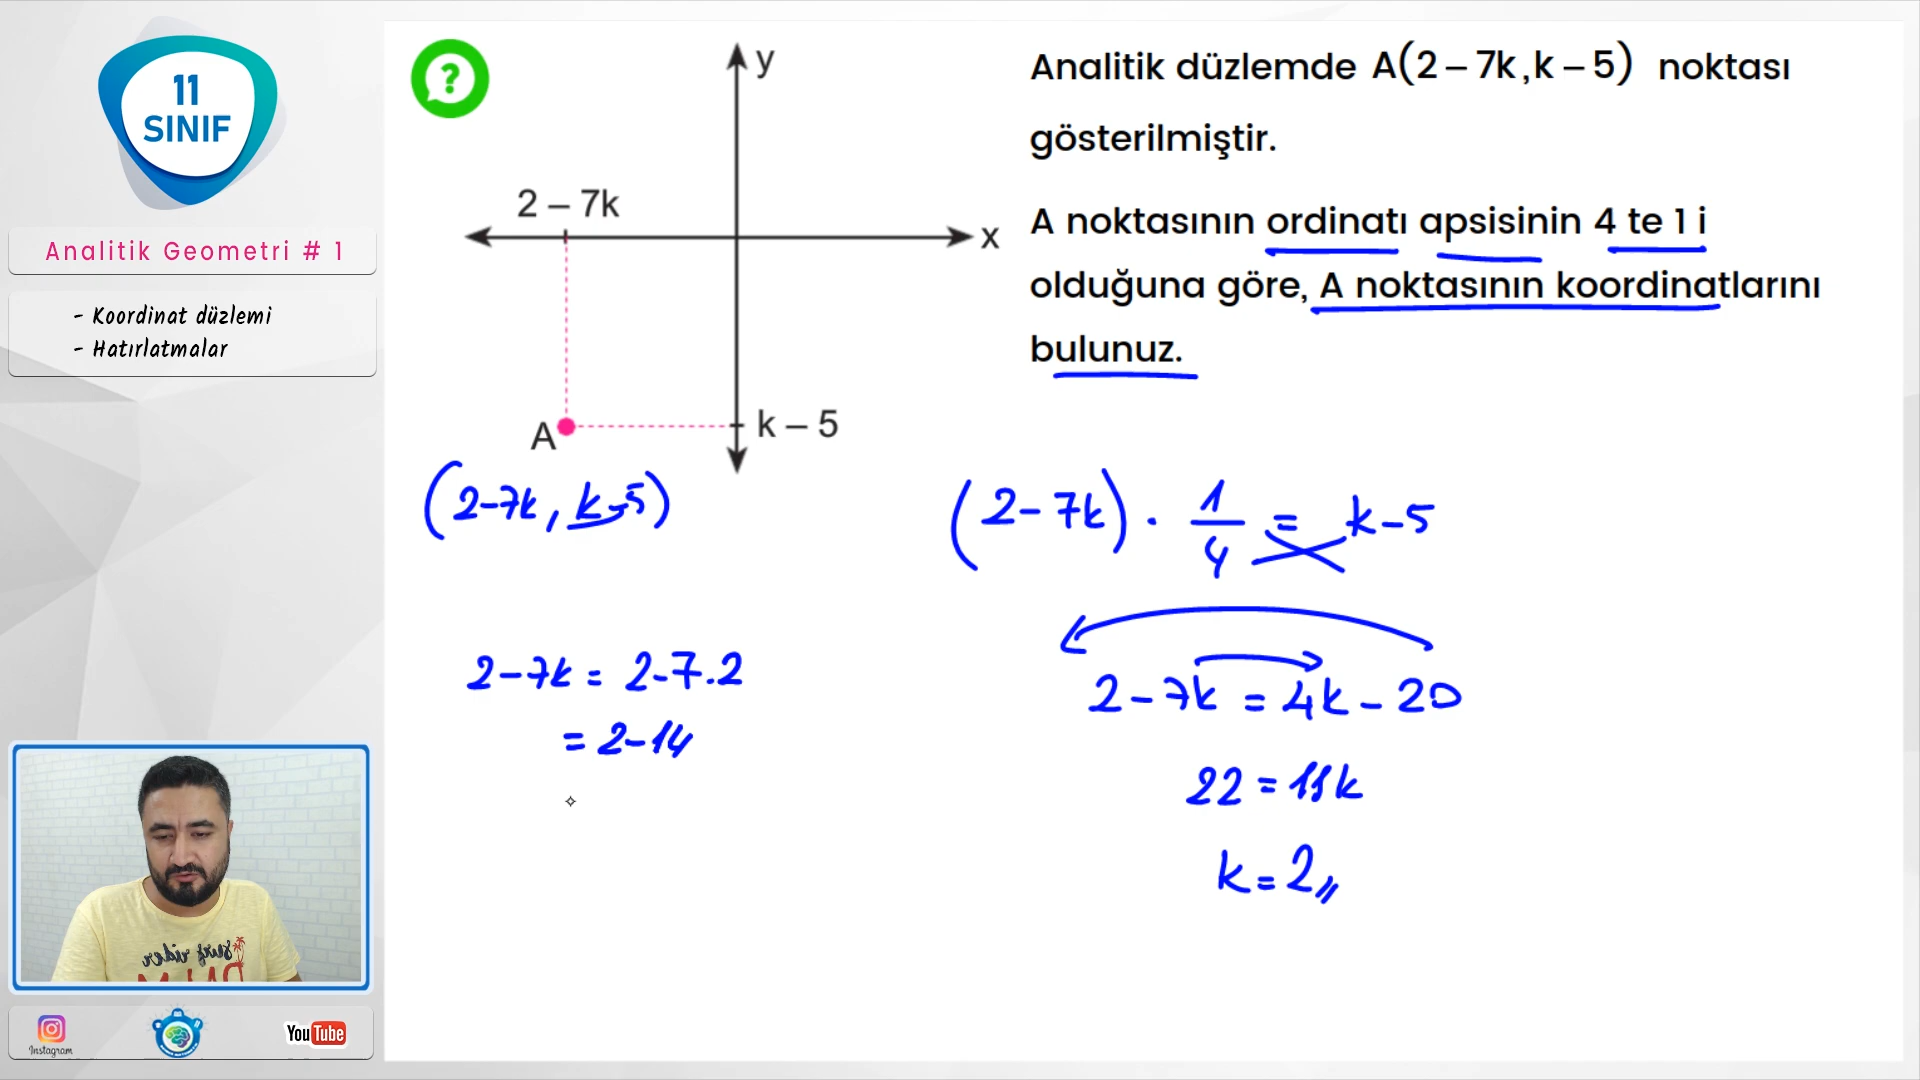 11
SINIF
Analitik Geometri # 1
- Koordinat düzlemi
- Hatırlatmalar
Instagram
YouTube
?
y
2 – 7k
x
A
k – 5
Analitik düzlemde A(2 – 7k, k – 5) noktası
gösterilmiştir.
A noktasının ordinatı apsisinin 4 te 1 i
olduğuna göre, A noktasının koordinatlarını
bulunuz.
(2-7k, k-5)
2-7k = 2-7.2
= 2-14
(2-7k) . 1/4 = k-5
2-7k = 4k-20
22 = 11k
k = 2